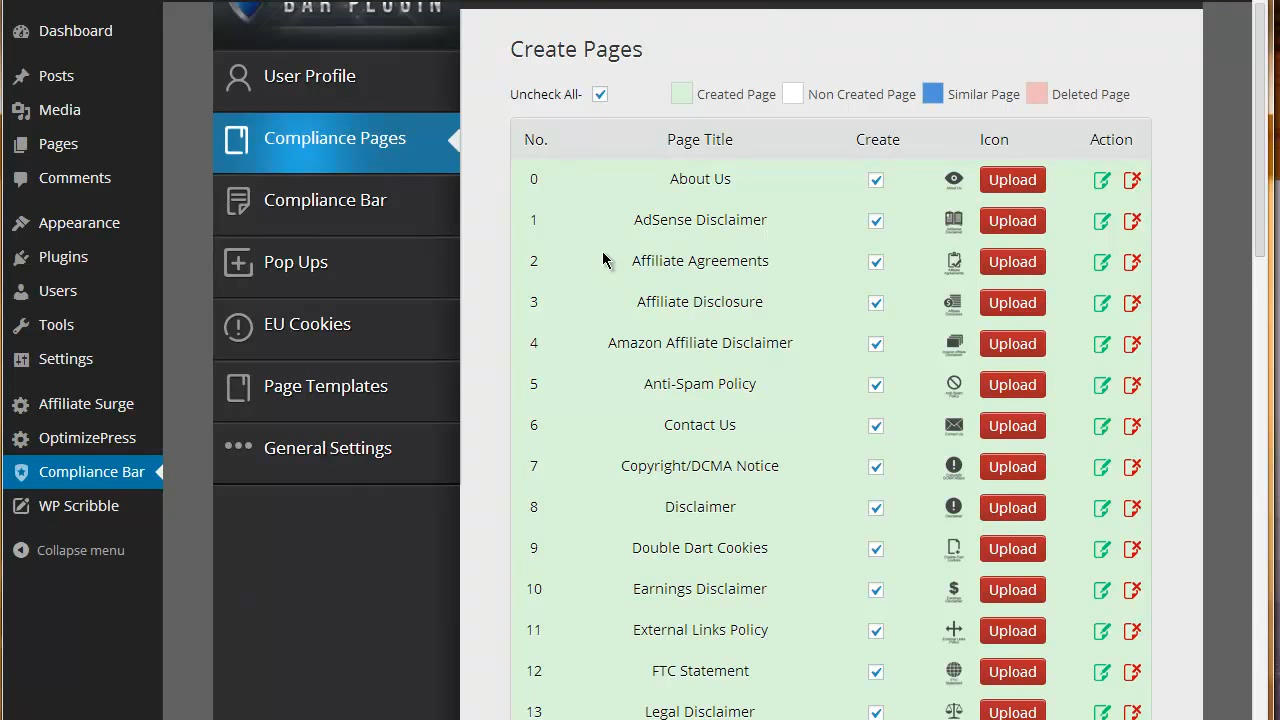 Dashboard
Posts
Media
Pages
Comments
Appearance
Plugins
Users
Tools
Settings
Affiliate Surge
OptimizePress
Compliance Bar
WP Scribble
Collapse menu
BAR PLUGIN
User Profile
Compliance Pages
Compliance Bar
Pop Ups
EU Cookies
Page Templates
General Settings
Create Pages
Uncheck All- Created Page Non Created Page Similar Page Deleted Page
No. Page Title Create Icon Action
0 About Us Upload
1 AdSense Disclaimer Upload
2 Affiliate Agreements Upload
3 Affiliate Disclosure Upload
4 Amazon Affiliate Disclaimer Upload
5 Anti-Spam Policy Upload
6 Contact Us Upload
7 Copyright/DCMA Notice Upload
8 Disclaimer Upload
9 Double Dart Cookies Upload
10 Earnings Disclaimer Upload
11 External Links Policy Upload
12 FTC Statement Upload
13 Legal Disclaimer Upload